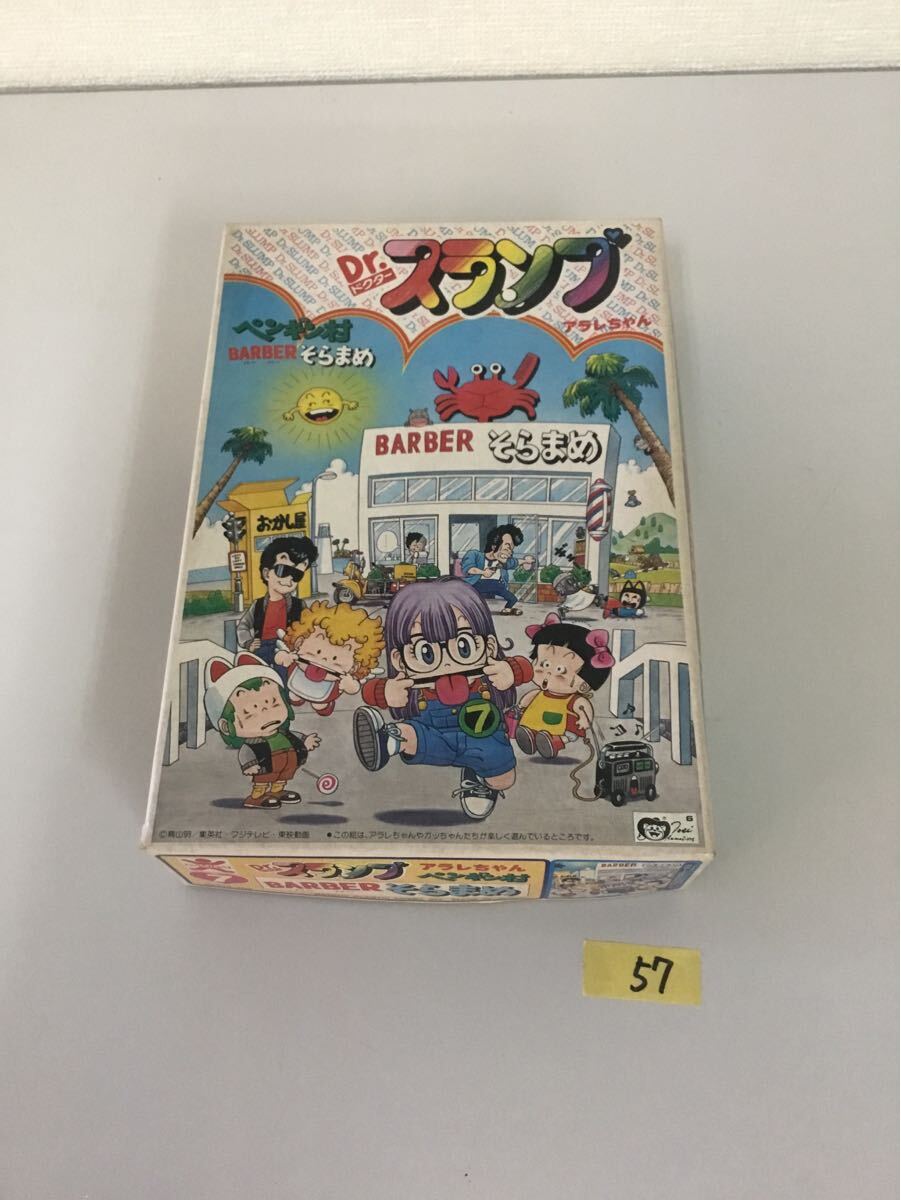 Dr.
ドクター
スランプ
アラレちゃん
ペンギン村
BARBER そらまめ
BARBER そらまめ
おかし屋
7
©鳥山明/集英社・フジテレビ・東映動画
●この絵は、アラレちゃんやガッちゃんたちが楽しく遊んでいるところです。
6
Dr. スランプ アラレちゃん
ペンギン村
BARBER そらまめ
57